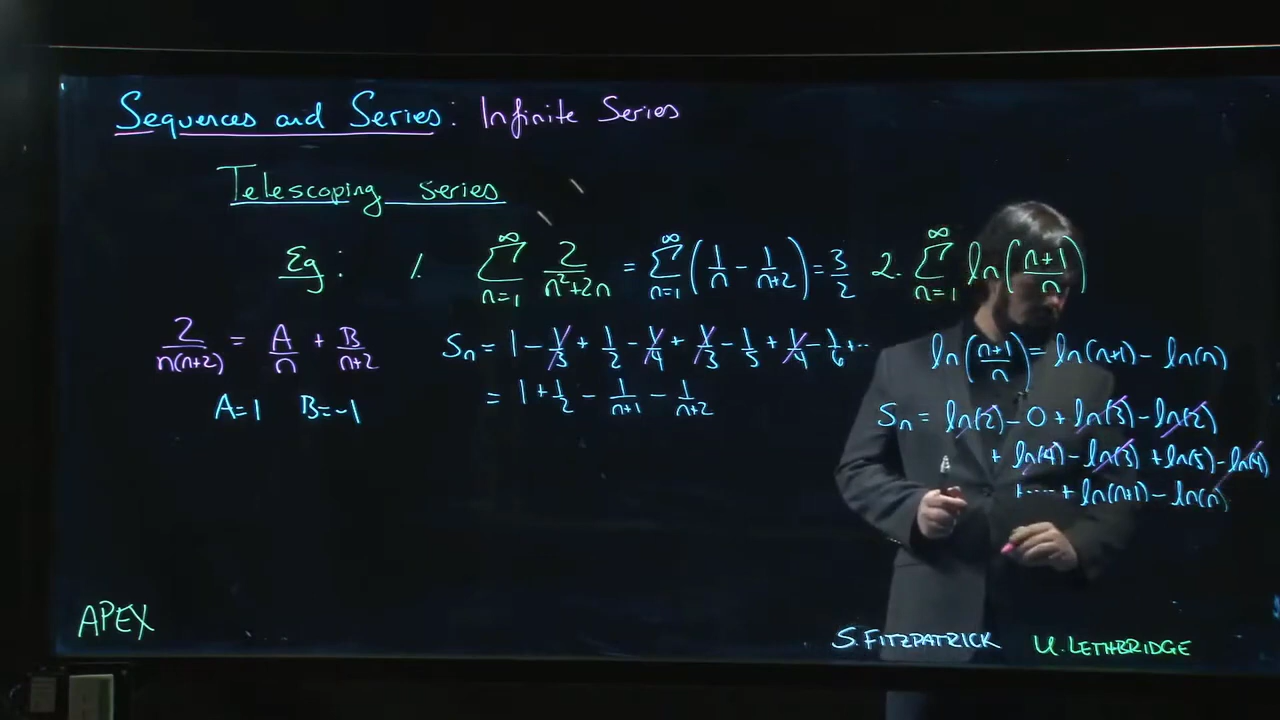 Sequences and Series: Infinite Series
Telescoping series
Eg: 1. ∑_{n=1}^{∞} 2/(n²+2n) = ∑_{n=1}^{∞} (1/n - 1/(n+2)) = 3/2 2. ∑_{n=1}^{∞} ln((n+1)/n)
2/(n(n+2)) = A/n + B/(n+2)
A=1 B=-1
Sn = 1 - 1/3 + 1/2 - 1/4 + 1/3 - 1/5 + 1/4 - 1/6 + ...
= 1 + 1/2 - 1/(n+1) - 1/(n+2)
ln((n+1)/n) = ln(n+1) - ln(n)
Sn = ln(2) - 0 + ln(3) - ln(2)
+ ln(4) - ln(3) + ln(5) - ln(4)
+ .... + ln(n+1) - ln(n)
APEX
S. FITZPATRICK U. LETHBRIDGE